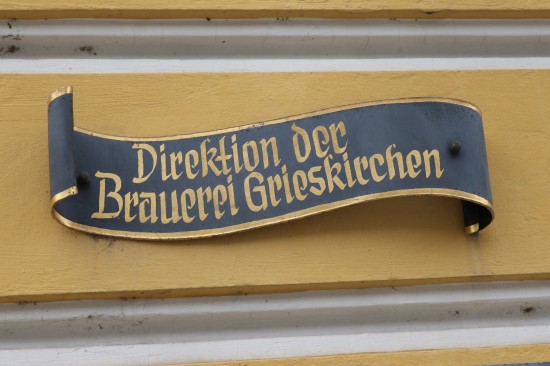 Direktion der
Brauerei Grieskirchen